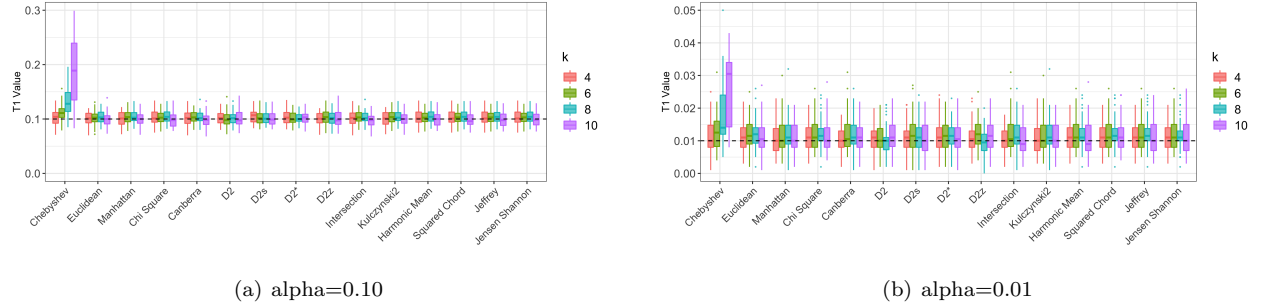 0.3
0.2
0.1
0.0
T1 Value
Chebyshev
Euclidean
Manhattan
Chi Square
Canberra
D2
D2s
D2*
D2z
Intersection
Kulczynski2
Harmonic Mean
Squared Chord
Jeffrey
Jensen Shannon
k
4
6
8
10
(a) alpha=0.10
0.05
0.04
0.03
0.02
0.01
0.00
T1 Value
Chebyshev
Euclidean
Manhattan
Chi Square
Canberra
D2
D2s
D2*
D2z
Intersection
Kulczynski2
Harmonic Mean
Squared Chord
Jeffrey
Jensen Shannon
k
4
6
8
10
(b) alpha=0.01